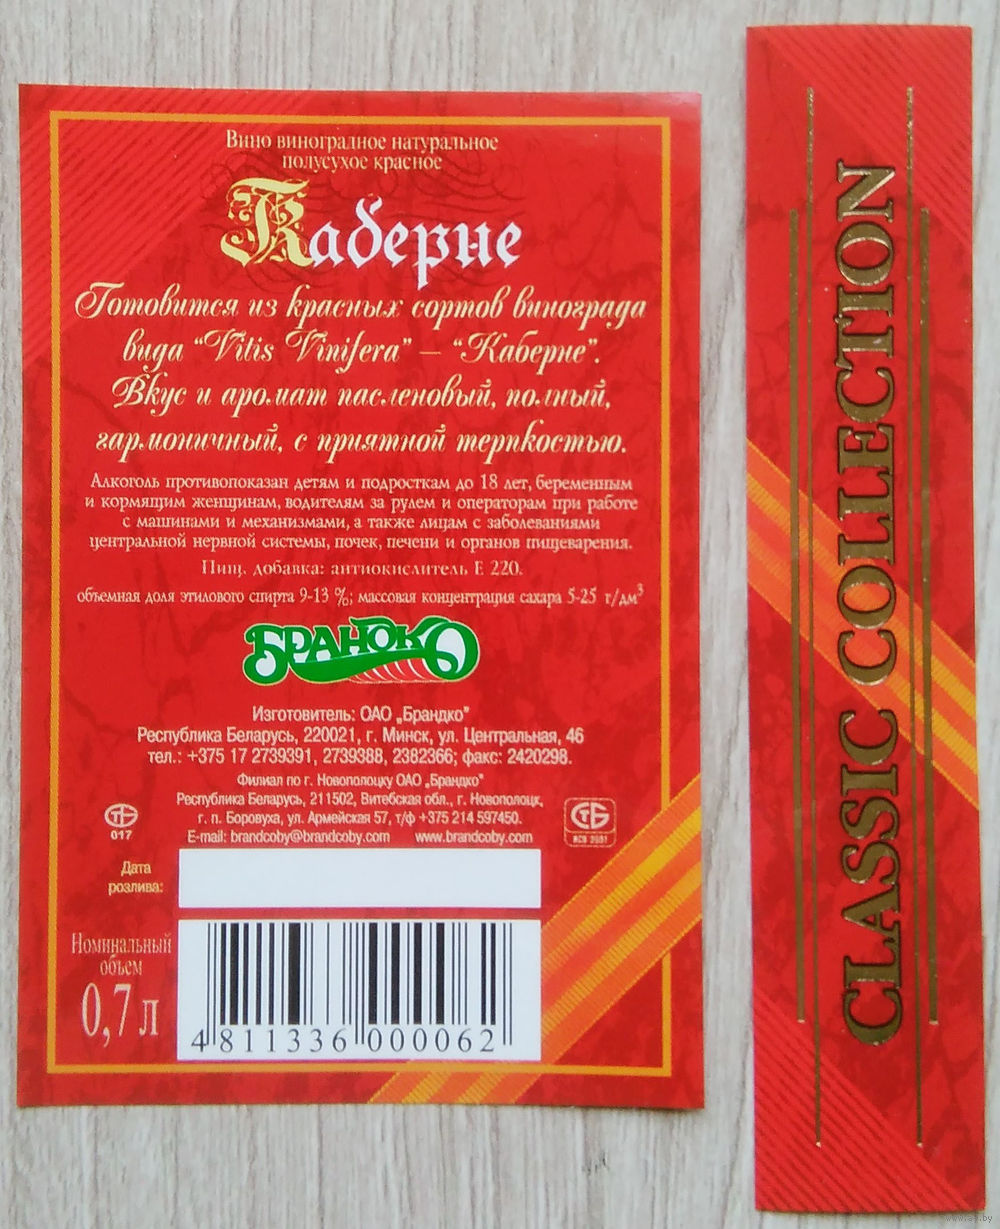 Вино виноградное натуральное
полусухое красное
Каберне
Готовится из красных сортов винограда
вида “Vitis Vinifera” – “Каберне”.
Вкус и аромат пасленовый, полный,
гармоничный, с приятной терпкостью.
Алкоголь противопоказан детям и подросткам до 18 лет, беременным
и кормящим женщинам, водителям за рулем и операторам при работе
с машинами и механизмами, а также лицам с заболеваниями
центральной нервной системы, почек, печени и органов пищеварения.
Пищ. добавка: антиокислитель Е 220.
объемная доля этилового спирта 9-13 %; массовая концентрация сахара 5-25 г/дм³
БРАНДКО
Изготовитель: ОАО „Брандко”
Республика Беларусь, 220021, г. Минск, ул. Центральная, 46
тел.: +375 17 2739391, 2739388, 2382366; факс: 2420298.
Филиал по г. Новополоцку ОАО „Брандко”
Республика Беларусь, 211502, Витебская обл., г. Новополоцк,
г. п. Боровуха, ул. Армейская 57, т/ф +375 214 597450.
E-mail: brandcoby@brandcoby.com www.brandcoby.com
СТБ
017
СТБ
Дата
розлива:
Номинальный
объем
0,7 л
4 811336 000062
CLASSIC COLLECTION
www.ay.by